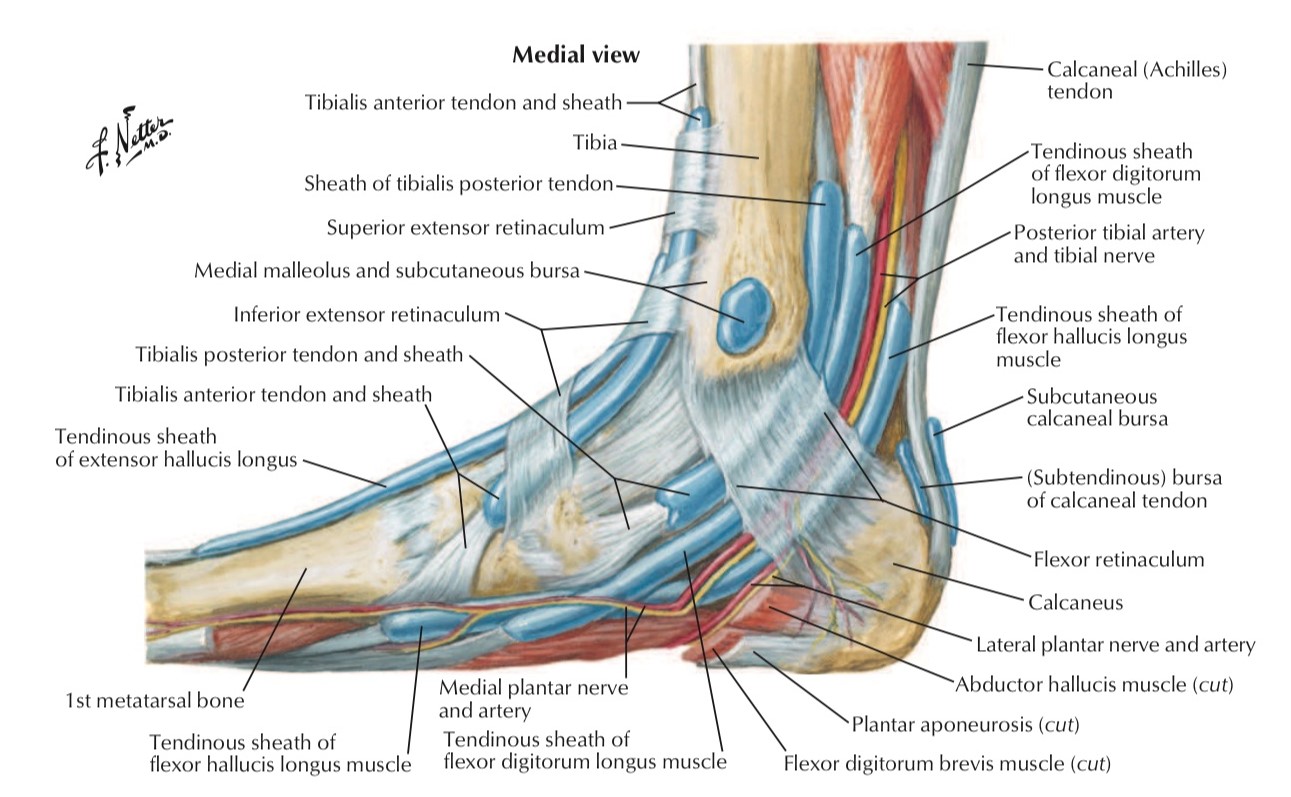 Medial view
F. Netter
M.D.
Tibialis anterior tendon and sheath
Tibia
Sheath of tibialis posterior tendon
Superior extensor retinaculum
Medial malleolus and subcutaneous bursa
Inferior extensor retinaculum
Tibialis posterior tendon and sheath
Tibialis anterior tendon and sheath
Tendinous sheath
of extensor hallucis longus
1st metatarsal bone
Tendinous sheath of
flexor hallucis longus muscle
Medial plantar nerve
and artery
Tendinous sheath of
flexor digitorum longus muscle
Calcaneal (Achilles)
tendon
Tendinous sheath
of flexor digitorum
longus muscle
Posterior tibial artery
and tibial nerve
Tendinous sheath of
flexor hallucis longus
muscle
Subcutaneous
calcaneal bursa
(Subtendinous) bursa
of calcaneal tendon
Flexor retinaculum
Calcaneus
Lateral plantar nerve and artery
Abductor hallucis muscle (cut)
Plantar aponeurosis (cut)
Flexor digitorum brevis muscle (cut)